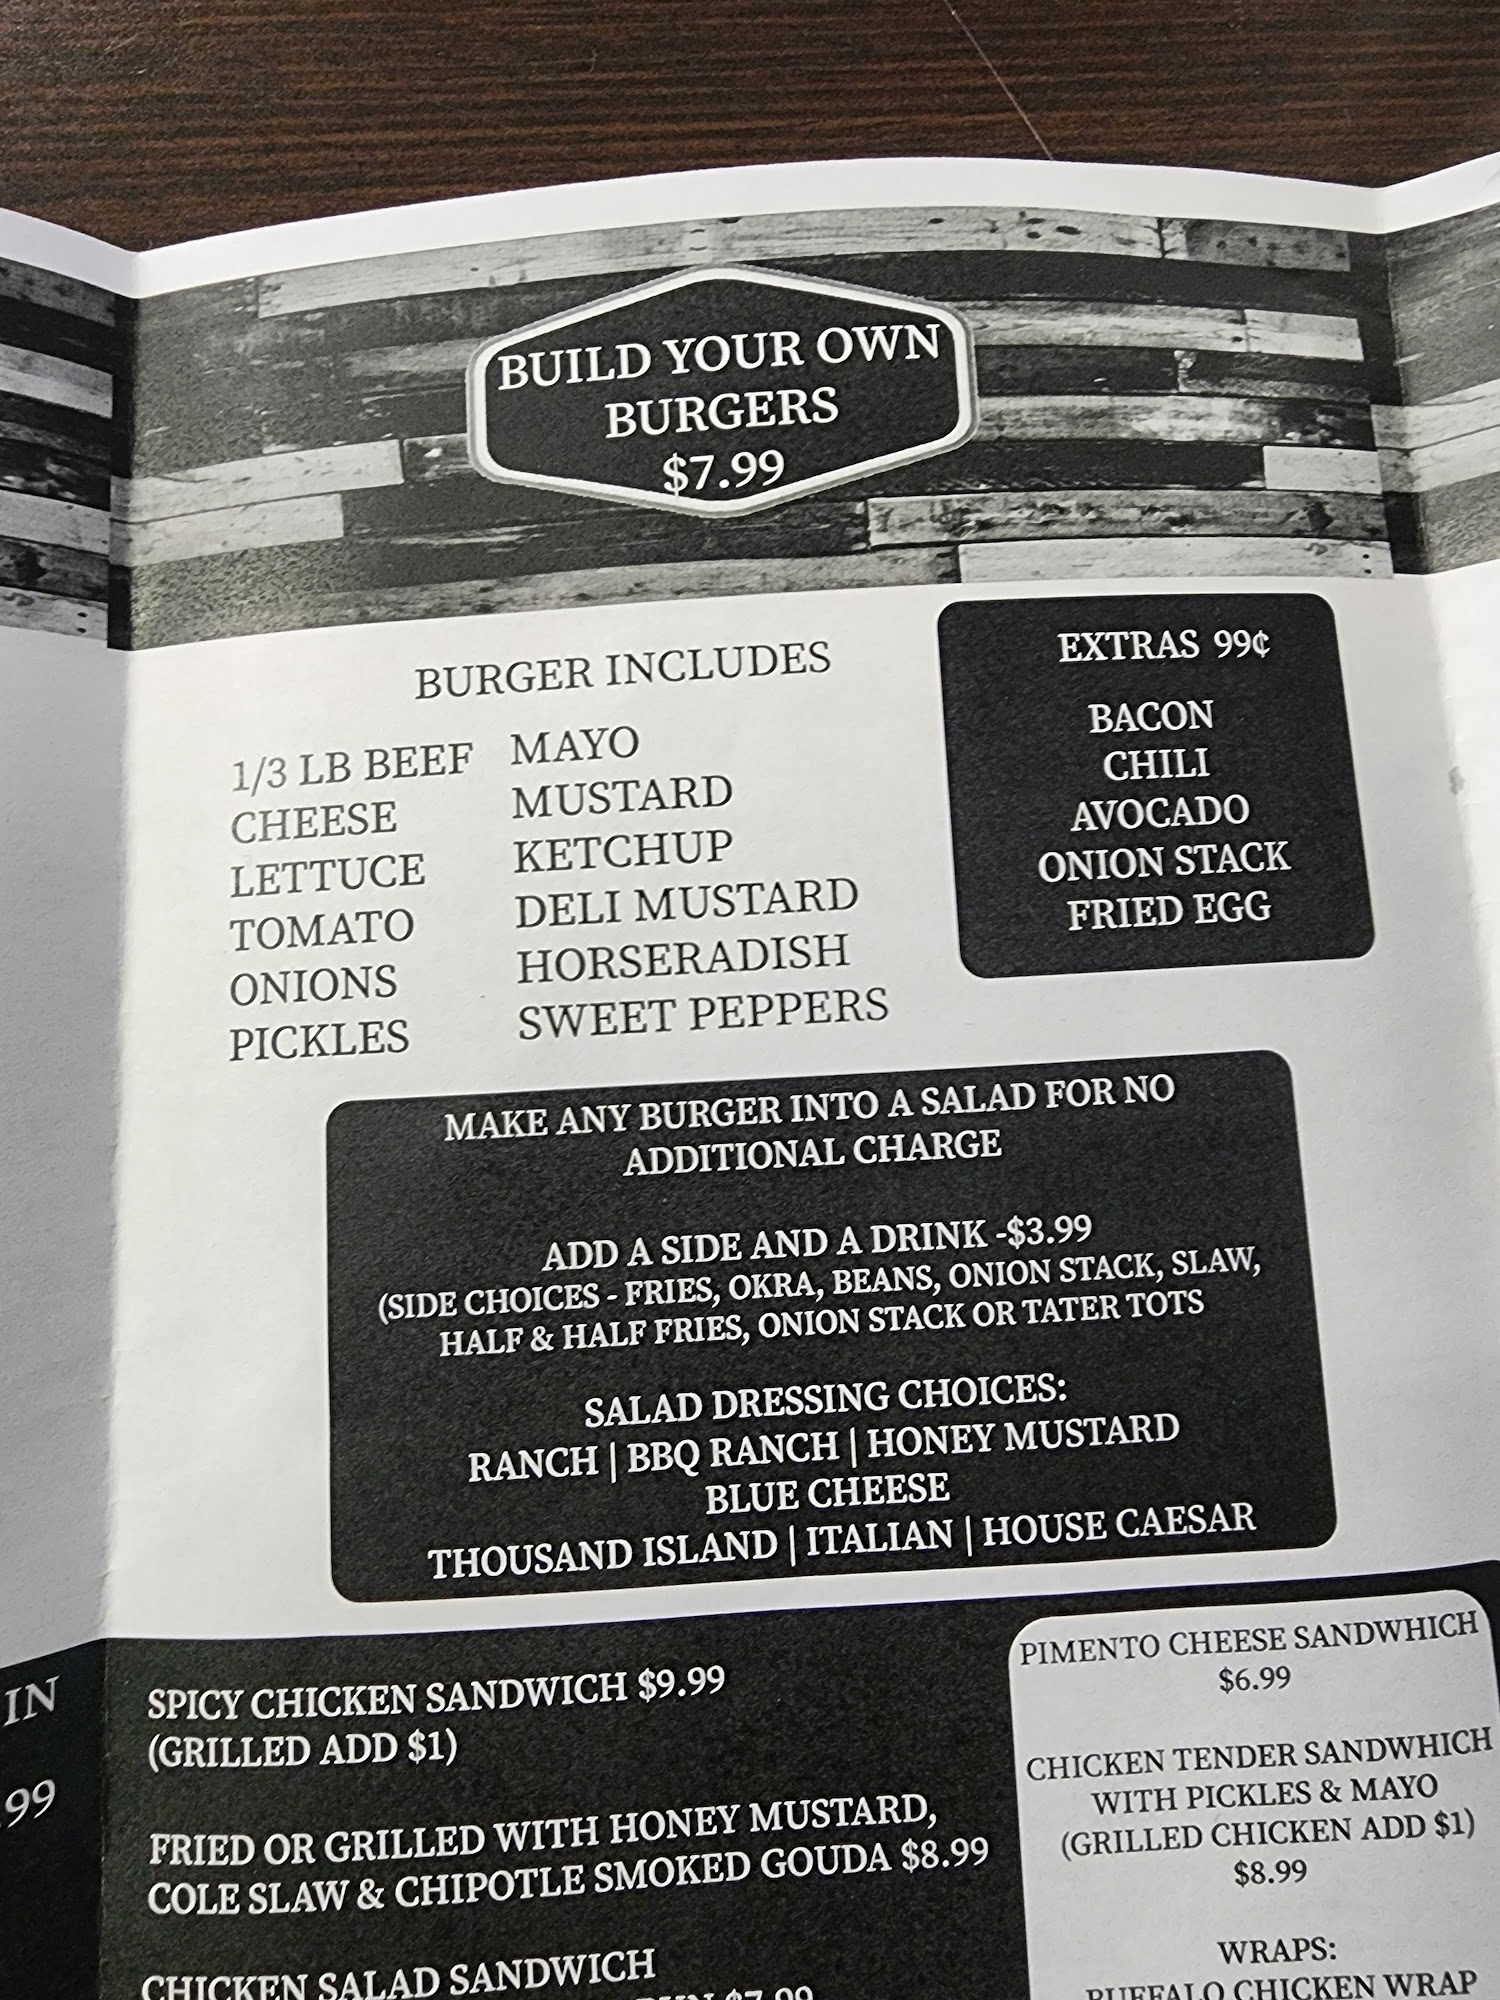 BUILD YOUR OWN
BURGERS
$7.99
BURGER INCLUDES
1/3 LB BEEF
CHEESE
LETTUCE
TOMATO
ONIONS
PICKLES
MAYO
MUSTARD
KETCHUP
DELI MUSTARD
HORSERADISH
SWEET PEPPERS
EXTRAS 99¢
BACON
CHILI
AVOCADO
ONION STACK
FRIED EGG
MAKE ANY BURGER INTO A SALAD FOR NO
ADDITIONAL CHARGE
ADD A SIDE AND A DRINK -$3.99
(SIDE CHOICES - FRIES, OKRA, BEANS, ONION STACK, SLAW,
HALF & HALF FRIES, ONION STACK OR TATER TOTS
SALAD DRESSING CHOICES:
RANCH | BBQ RANCH | HONEY MUSTARD
BLUE CHEESE
THOUSAND ISLAND | ITALIAN | HOUSE CAESAR
IN
99
SPICY CHICKEN SANDWICH $9.99
(GRILLED ADD $1)
FRIED OR GRILLED WITH HONEY MUSTARD,
COLE SLAW & CHIPOTLE SMOKED GOUDA $8.99
CHICKEN SALAD SANDWICH
$7.99
PIMENTO CHEESE SANDWHICH
$6.99
CHICKEN TENDER SANDWHICH
WITH PICKLES & MAYO
(GRILLED CHICKEN ADD $1)
$8.99
WRAPS:
BUFFALO CHICKEN WRAP